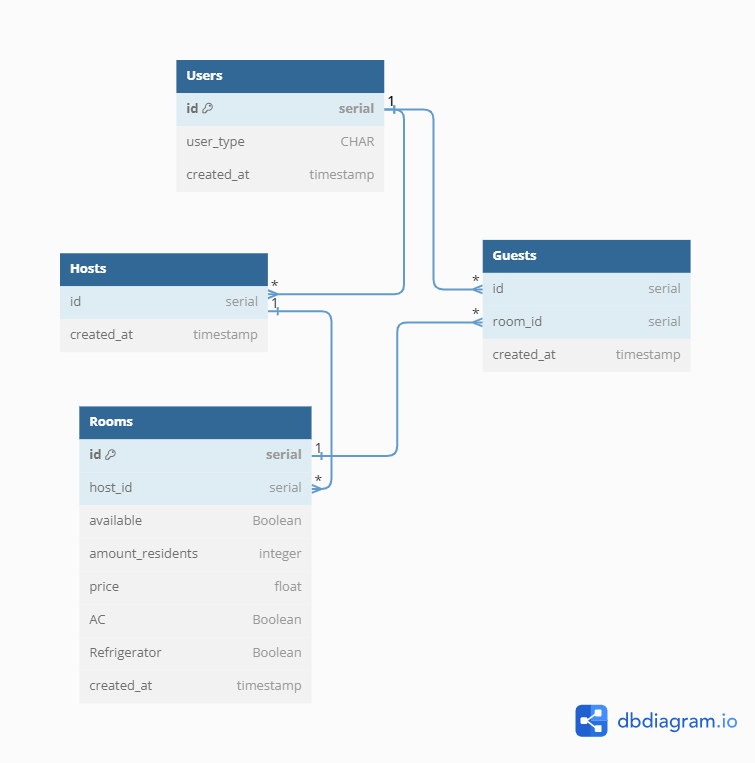 Users
id serial
user_type CHAR
created_at timestamp
1
Hosts
id serial
created_at timestamp
*
1
Guests
id serial
room_id serial
created_at timestamp
*
*
Rooms
id serial
host_id serial
available Boolean
amount_residents integer
price float
AC Boolean
Refrigerator Boolean
created_at timestamp
1
*
dbdiagram.io